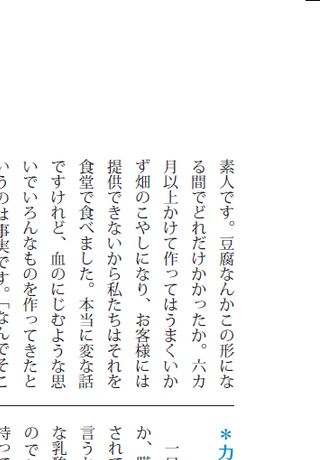 素人です。豆腐なんかこの形にな
る間でどれだけかかったか。六カ
月以上かけて作ってはうまくいか
ず畑のこやしになり、お客様には
提供できないから私たちはそれを
食堂で食べました。本当に変な話
ですけれど、血のにじむような思
いでいろんなものを作ってきたと
いうのは事実です。「なんでそこ
＊カ
一
か、
され
言う
な乳
ので
持っ